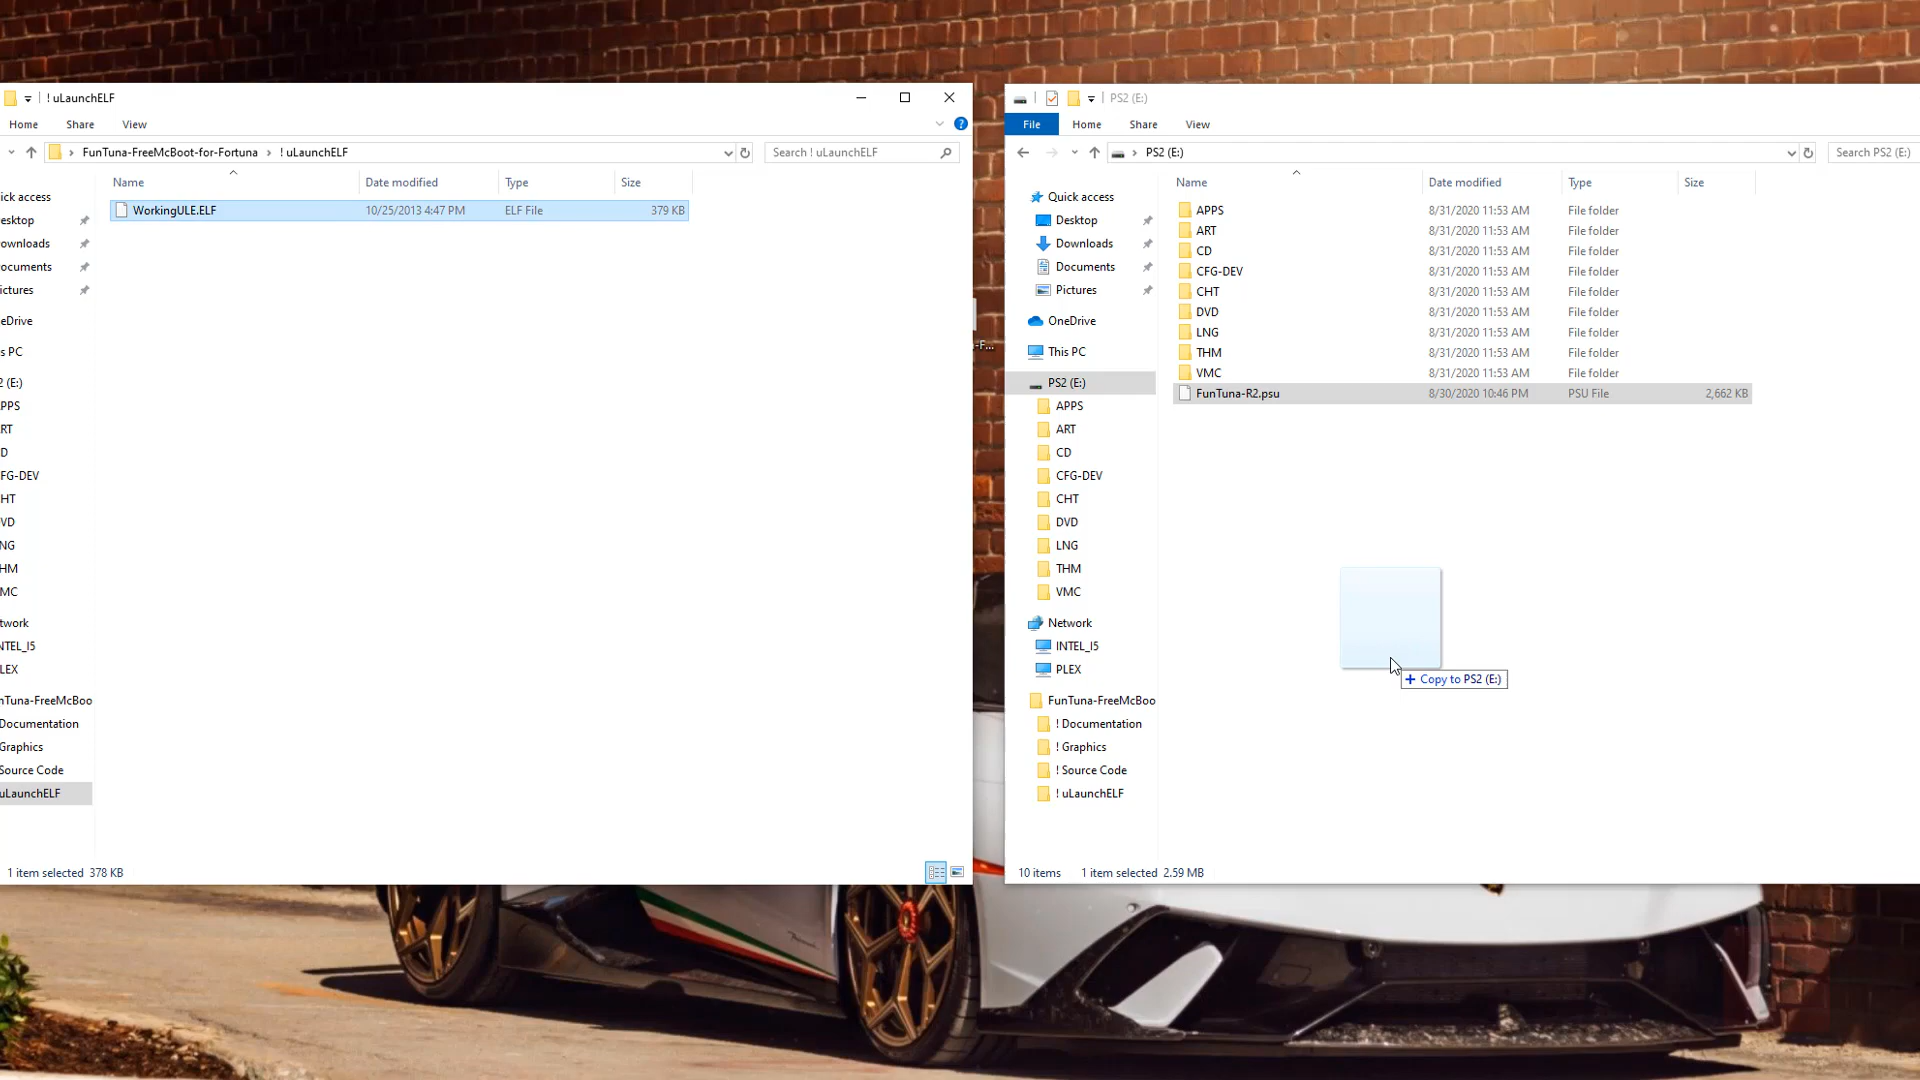 ! uLaunchELF
Home Share View
FunTuna-FreeMcBoot-for-Fortuna ! uLaunchELF
Search ! uLaunchELF
Name Date modified Type Size
WorkingULE.ELF 10/25/2013 4:47 PM ELF File 379 KB
ick access
esktop
ownloads
ocuments
ictures
eDrive
s PC
2 (E:)
APPS
RT
D
FG-DEV
HT
VD
NG
HM
MC
twork
NTEL_I5
LEX
nTuna-FreeMcBoo
Documentation
Graphics
Source Code
uLaunchELF
1 item selected 378 KB
-F...
PS2 (E:)
File Home Share View
PS2 (E:)
Search PS2 (E:)
Name Date modified Type Size
Quick access
Desktop
Downloads
Documents
Pictures
OneDrive
This PC
PS2 (E:)
APPS
ART
CD
CFG-DEV
CHT
DVD
LNG
THM
VMC
Network
INTEL_I5
PLEX
FunTuna-FreeMcBoo
! Documentation
! Graphics
! Source Code
! uLaunchELF
APPS 8/31/2020 11:53 AM File folder
ART 8/31/2020 11:53 AM File folder
CD 8/31/2020 11:53 AM File folder
CFG-DEV 8/31/2020 11:53 AM File folder
CHT 8/31/2020 11:53 AM File folder
DVD 8/31/2020 11:53 AM File folder
LNG 8/31/2020 11:53 AM File folder
THM 8/31/2020 11:53 AM File folder
VMC 8/31/2020 11:53 AM File folder
FunTuna-R2.psu 8/30/2020 10:46 PM PSU File 2,662 KB
+ Copy to PS2 (E:)
10 items 1 item selected 2.59 MB